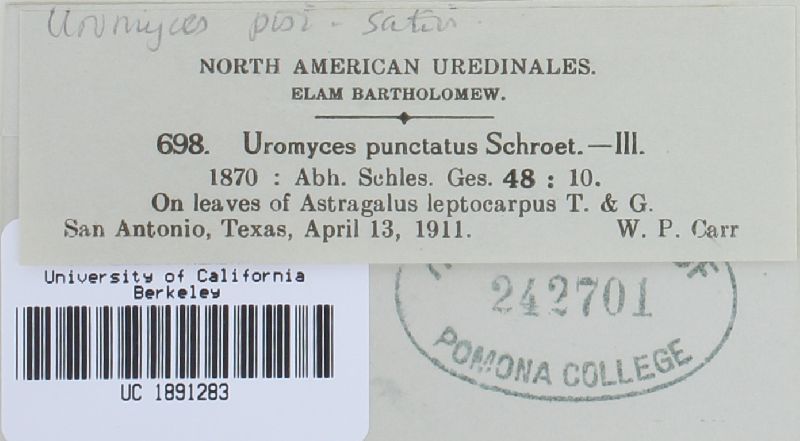 Uromyces pisi-sativi
NORTH AMERICAN UREDINALES.
ELAM BARTHOLOMEW.
698. Uromyces punctatus Schroet.—III.
1870 : Abh. Schles. Ges. 48 : 10.
On leaves of Astragalus leptocarpus T. & G.
San Antonio, Texas, April 13, 1911. W. P. Carr
University of California
Berkeley
UC 1891283
OF
242701
POMONA COLLEGE